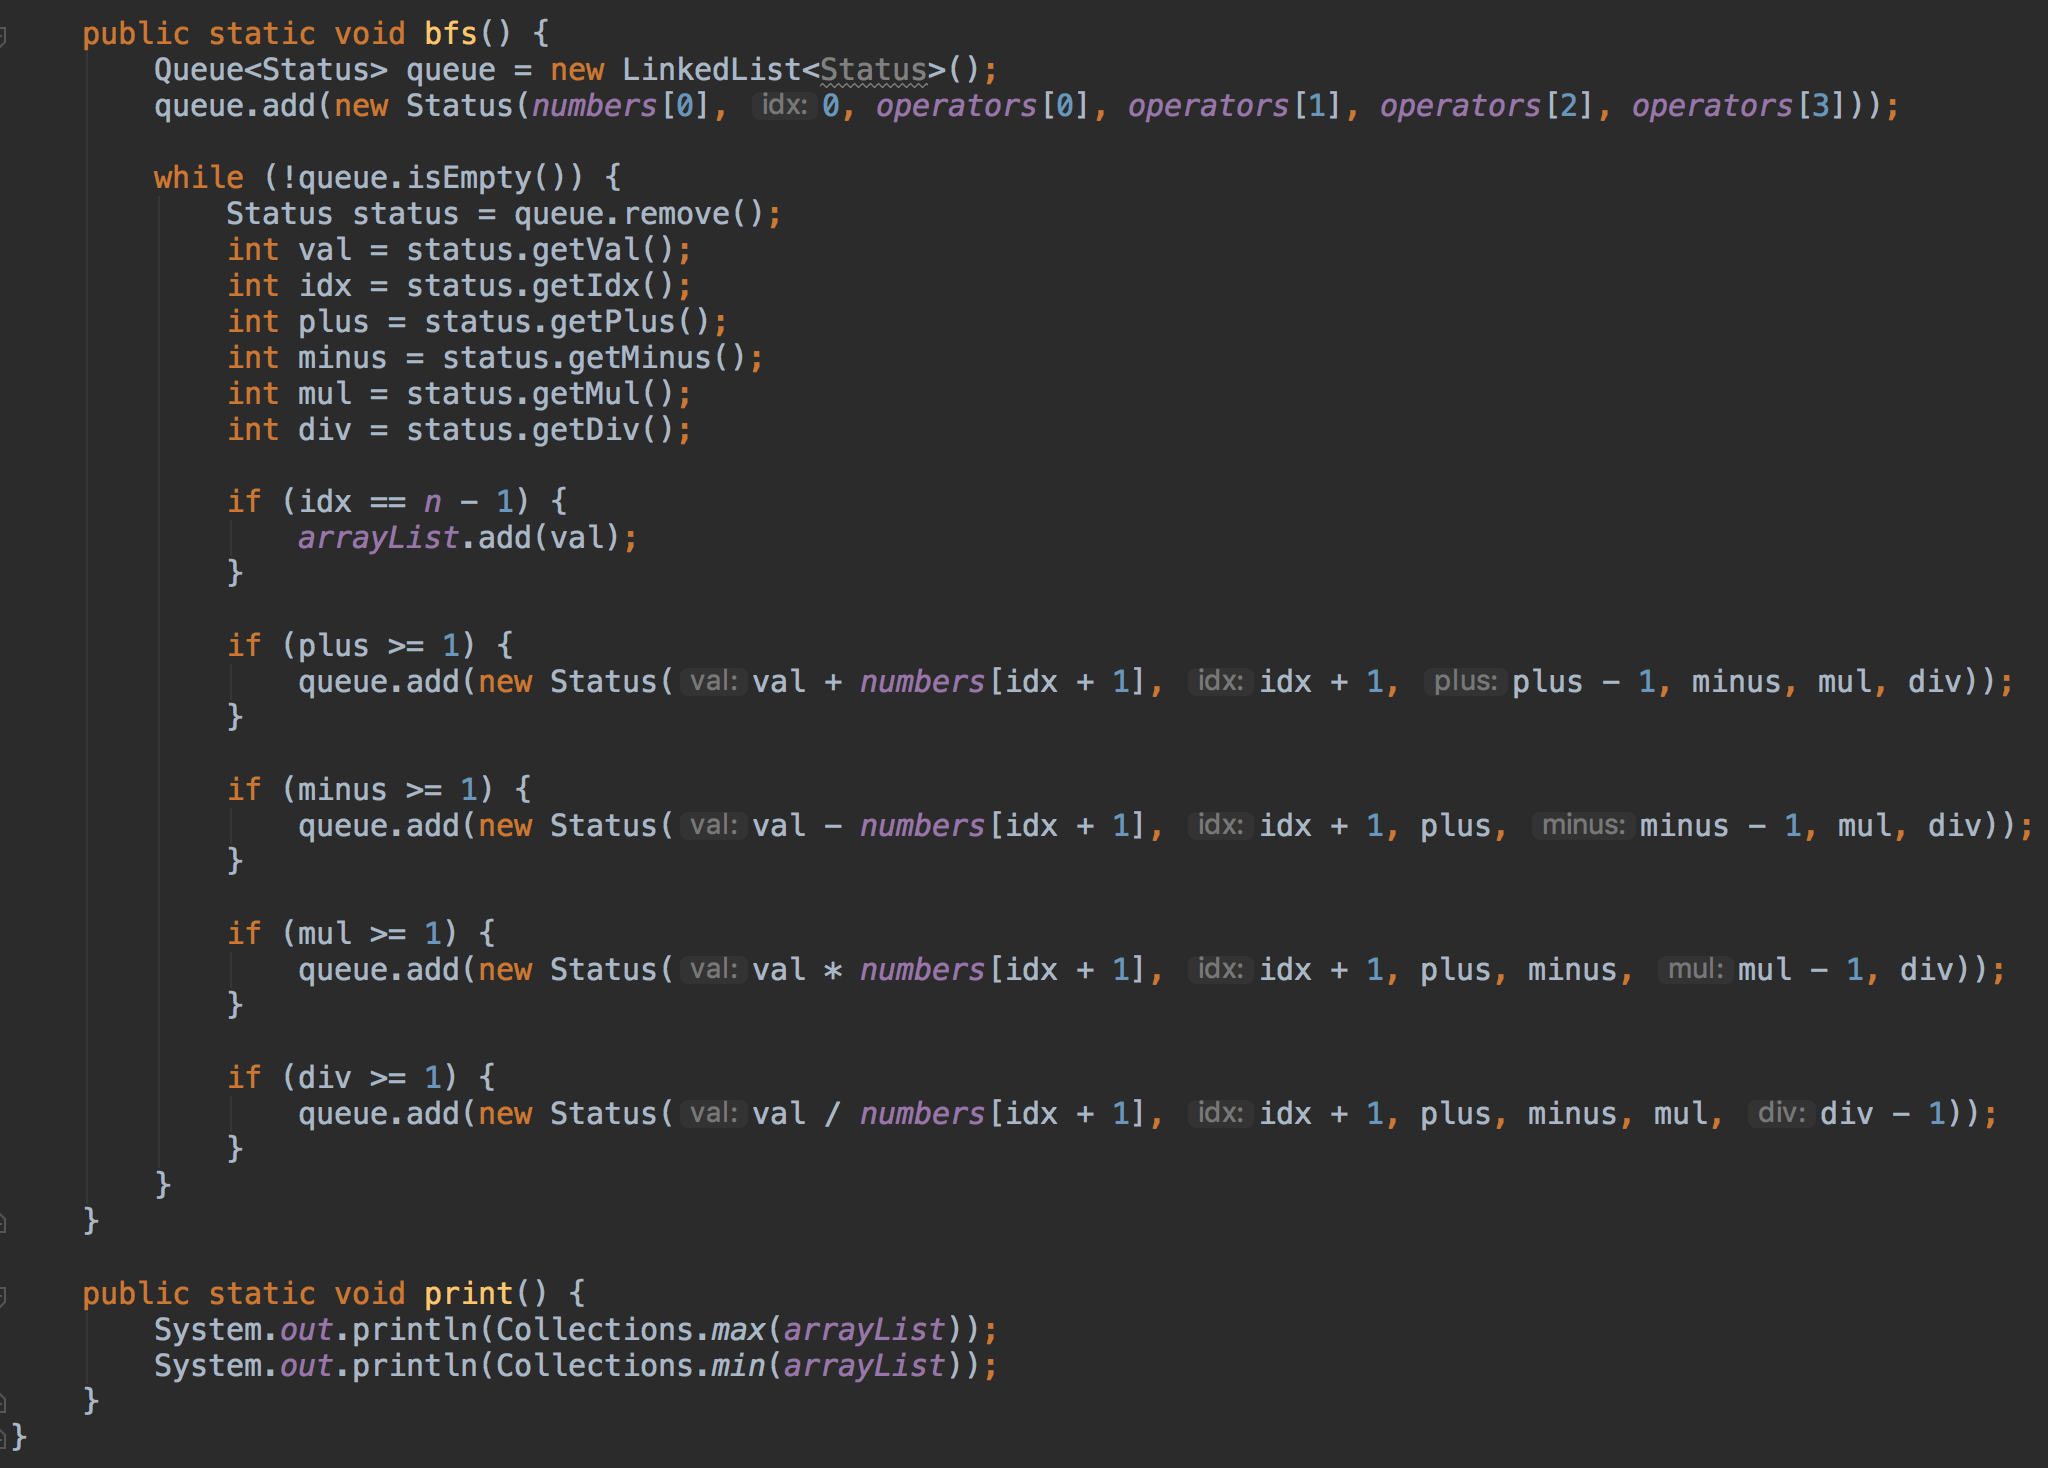 public static void bfs() {
Queue<Status> queue = new LinkedList<Status>();
queue.add(new Status(numbers[0], idx: 0, operators[0], operators[1], operators[2], operators[3]));
while (!queue.isEmpty()) {
Status status = queue.remove();
int val = status.getVal();
int idx = status.getIdx();
int plus = status.getPlus();
int minus = status.getMinus();
int mul = status.getMul();
int div = status.getDiv();
if (idx == n - 1) {
arrayList.add(val);
}
if (plus >= 1) {
queue.add(new Status( val: val + numbers[idx + 1], idx: idx + 1, plus: plus - 1, minus, mul, div));
}
if (minus >= 1) {
queue.add(new Status( val: val - numbers[idx + 1], idx: idx + 1, plus, minus: minus - 1, mul, div));
}
if (mul >= 1) {
queue.add(new Status( val: val * numbers[idx + 1], idx: idx + 1, plus, minus, mul: mul - 1, div));
}
if (div >= 1) {
queue.add(new Status( val: val / numbers[idx + 1], idx: idx + 1, plus, minus, mul, div: div - 1));
}
}
}
public static void print() {
System.out.println(Collections.max(arrayList));
System.out.println(Collections.min(arrayList));
}
}